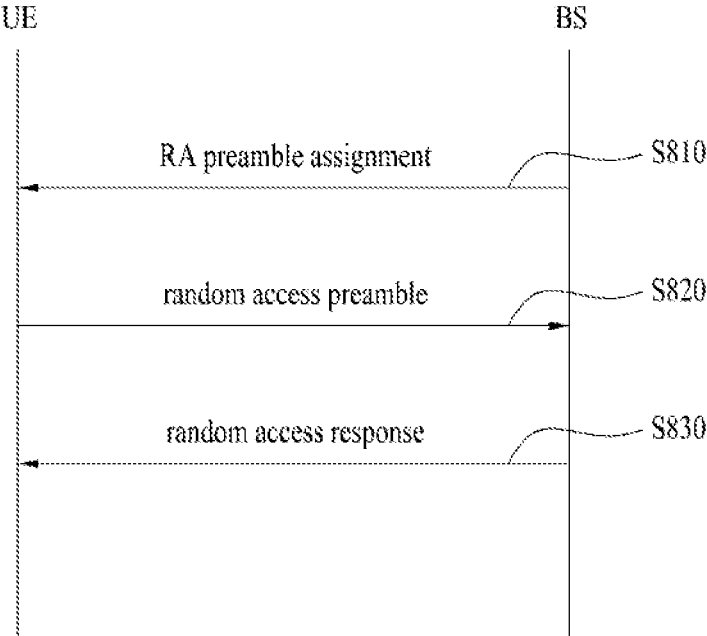 UE
BS
RA preamble assignment
S810
random access preamble
S820
random access response
S830